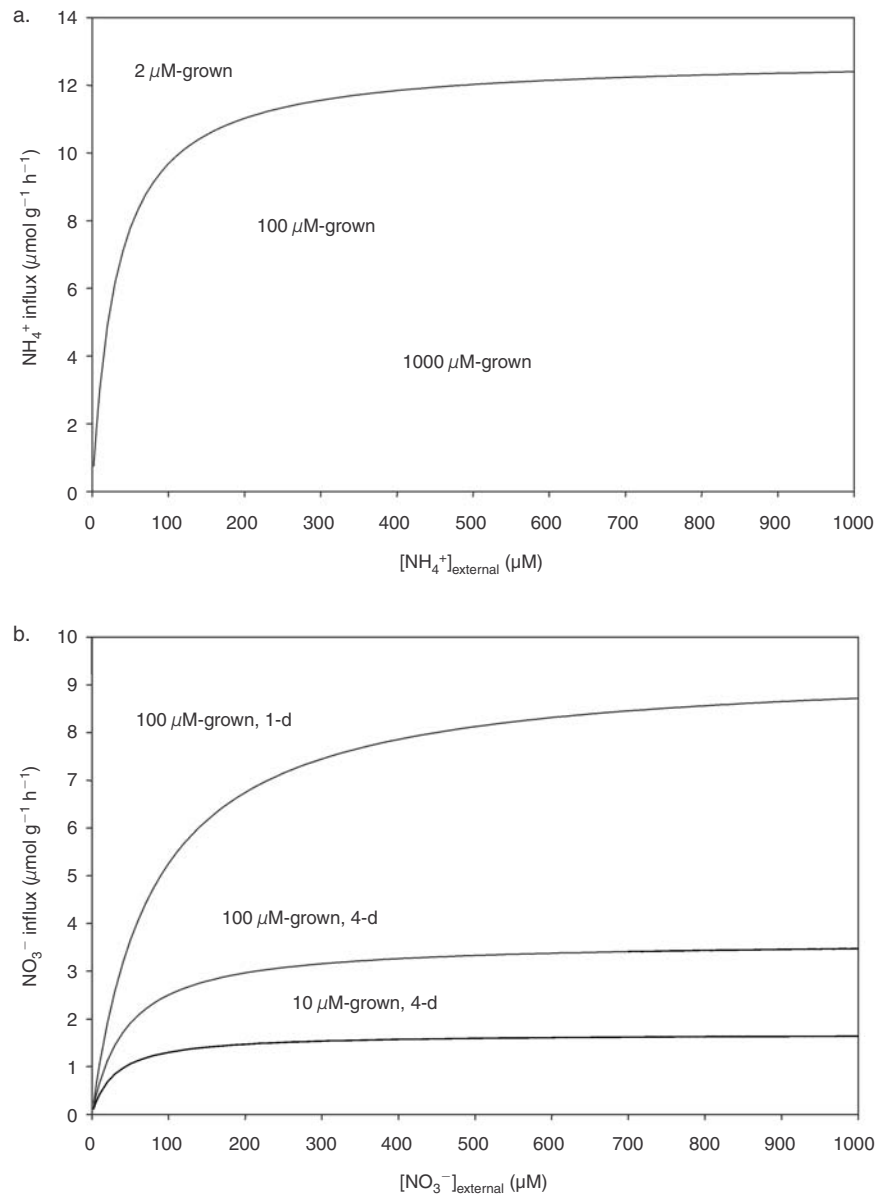 a.
14
12
10
8
6
4
2
0
NH₄⁺ influx (µmol g⁻¹ h⁻¹)
2 µM-grown
100 µM-grown
1000 µM-grown
0 100 200 300 400 500 600 700 800 900 1000
[NH₄⁺]external (µM)
b.
10
9
8
7
6
5
4
3
2
1
0
NO₃⁻ influx (µmol g⁻¹ h⁻¹)
100 µM-grown, 1-d
100 µM-grown, 4-d
10 µM-grown, 4-d
0 100 200 300 400 500 600 700 800 900 1000
[NO₃⁻]external (µM)